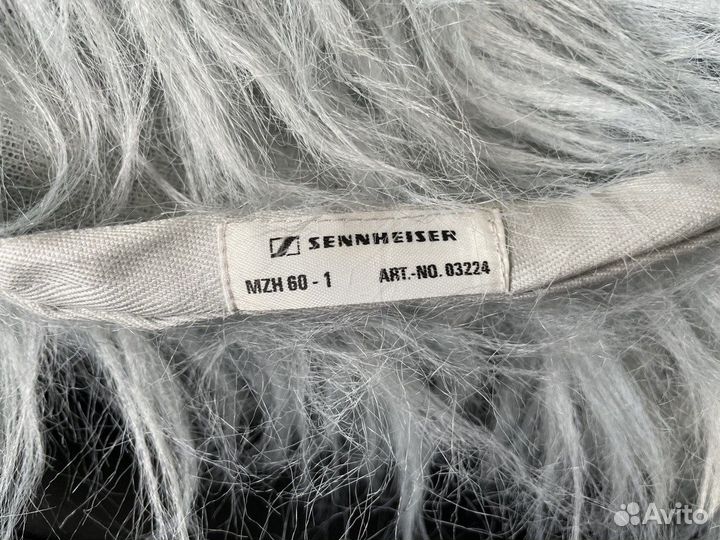 SENNHEISER
MZH 60 - 1 ART.-NO. 03224
Avito